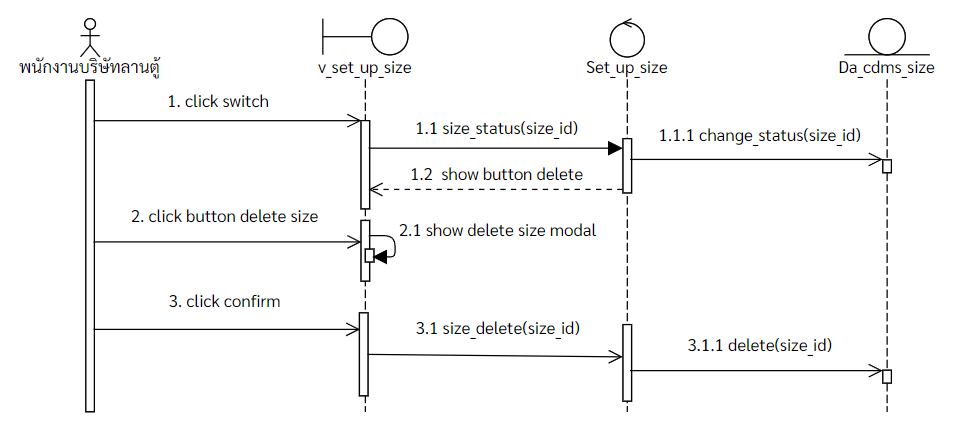 พนักงานบริษัทลานตู้
v_set_up_size
Set_up_size
Da_cdms_size
1. click switch
1.1 size_status(size_id)
1.1.1 change_status(size_id)
1.2  show button delete
2. click button delete size
2.1 show delete size modal
3. click confirm
3.1 size_delete(size_id)
3.1.1 delete(size_id)